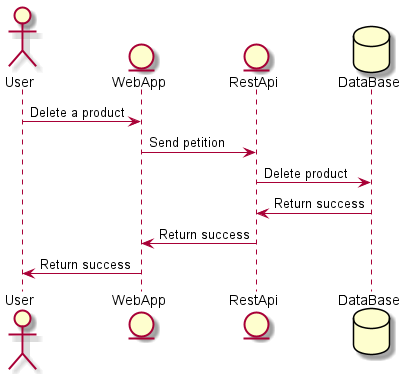 User WebApp RestApi DataBase
Delete a product
Send petition
Delete product
Return success
Return success
Return success
User WebApp RestApi DataBase